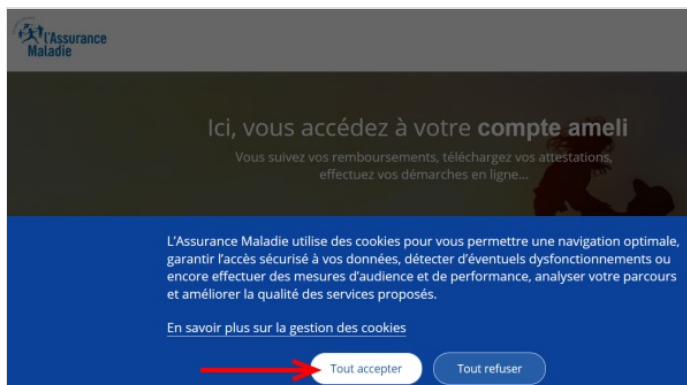 l'Assurance
Maladie
Ici, vous accédez à votre compte ameli
Vous suivez vos remboursements, téléchargez vos attestations,
effectuez vos démarches en ligne...
L'Assurance Maladie utilise des cookies pour vous permettre une navigation optimale,
garantir l'accès sécurisé à vos données, détecter d'éventuels dysfonctionnements ou
encore effectuer des mesures d'audience et de performance, analyser votre parcours
et améliorer la qualité des services proposés.
En savoir plus sur la gestion des cookies
Tout accepter Tout refuser